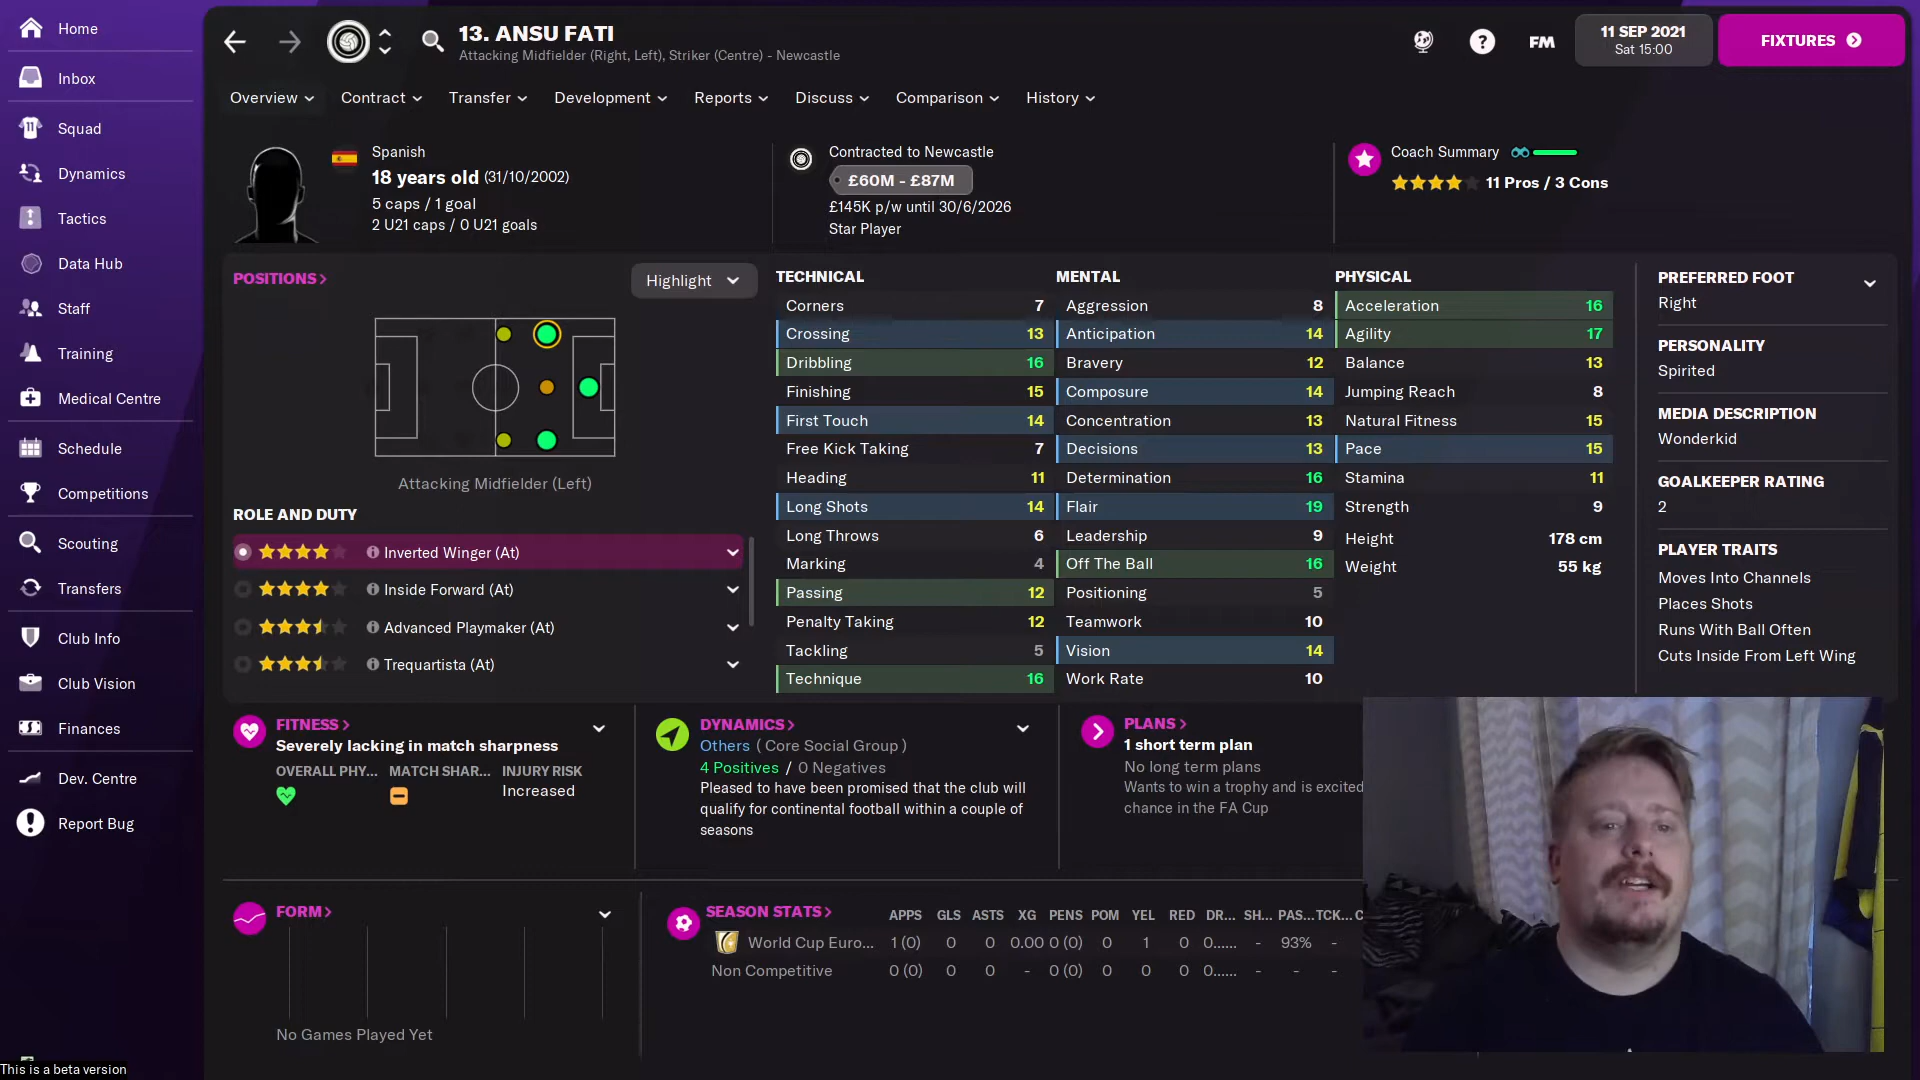 Home
Inbox
Squad
Dynamics
Tactics
Data Hub
Staff
Training
Medical Centre
Schedule
Competitions
Scouting
Transfers
Club Info
Club Vision
Finances
Dev. Centre
Report Bug
This is a beta version
13. ANSU FATI
Attacking Midfielder (Right, Left), Striker (Centre) - Newcastle
?
FM
11 SEP 2021
Sat 15:00
FIXTURES
Overview Contract Transfer Development Reports Discuss Comparison History
Spanish
18 years old (31/10/2002)
5 caps / 1 goal
2 U21 caps / 0 U21 goals
Contracted to Newcastle
£60M - £87M
£145K p/w until 30/6/2026
Star Player
Coach Summary
11 Pros / 3 Cons
POSITIONS
Highlight
Attacking Midfielder (Left)
ROLE AND DUTY
Inverted Winger (At)
Inside Forward (At)
Advanced Playmaker (At)
Trequartista (At)
TECHNICAL
Corners 7
Crossing 13
Dribbling 16
Finishing 15
First Touch 14
Free Kick Taking 7
Heading 11
Long Shots 14
Long Throws 6
Marking 4
Passing 12
Penalty Taking 12
Tackling 5
Technique 16
MENTAL
Aggression 8
Anticipation 14
Bravery 12
Composure 14
Concentration 13
Decisions 13
Determination 16
Flair 19
Leadership 9
Off The Ball 16
Positioning 5
Teamwork 10
Vision 14
Work Rate 10
PHYSICAL
Acceleration 16
Agility 17
Balance 13
Jumping Reach 8
Natural Fitness 15
Pace 15
Stamina 11
Strength 9
Height 178 cm
Weight 55 kg
PREFERRED FOOT
Right
PERSONALITY
Spirited
MEDIA DESCRIPTION
Wonderkid
GOALKEEPER RATING
2
PLAYER TRAITS
Moves Into Channels
Places Shots
Runs With Ball Often
Cuts Inside From Left Wing
FITNESS
Severely lacking in match sharpness
OVERALL PHY... MATCH SHAR... INJURY RISK
Increased
DYNAMICS
Others ( Core Social Group )
4 Positives / 0 Negatives
Pleased to have been promised that the club will
qualify for continental football within a couple of
seasons
PLANS
1 short term plan
No long term plans
Wants to win a trophy and is excited
chance in the FA Cup
FORM
No Games Played Yet
SEASON STATS APPS GLS ASTS XG PENS POM YEL RED DR... SH... PAS... TCK... C
World Cup Euro... 1 (0) 0 0 0.00 0 (0) 0 1 0 0...... - 93% -
Non Competitive 0 (0) 0 0 - 0 (0) 0 0 0 0...... - - -